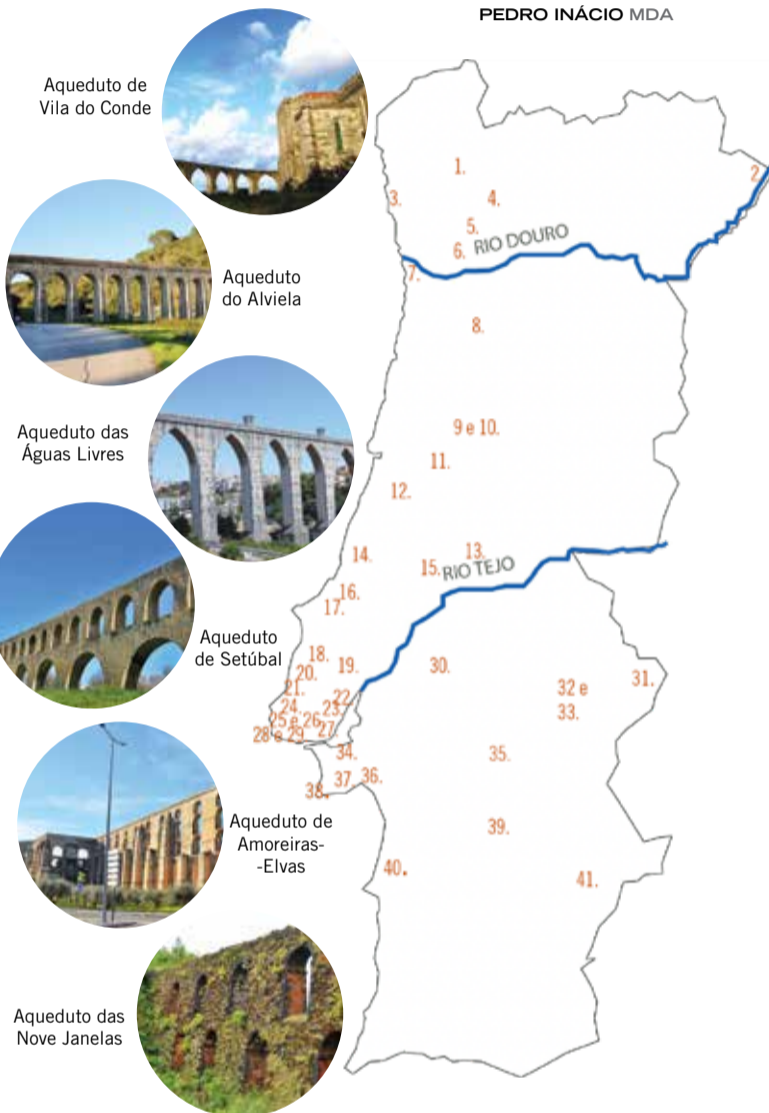 PEDRO INÁCIO MDA
Aqueduto de
Vila do Conde
Aqueduto
do Alviela
Aqueduto das
Águas Livres
Aqueduto
de Setúbal
Aqueduto de
Amoreiras-
-Elvas
Aqueduto das
Nove Janelas
1.
2.
3.
4.
5.
6.
RIO DOURO
7.
8.
9 e 10.
11.
12.
13.
14.
15.
RIO TEJO
16.
17.
18.
19.
20.
21.
22.
23.
24.
25 e 26.
27.
28 e 29.
30.
31.
32 e
33.
34.
35.
36.
37.
38.
39.
40.
41.